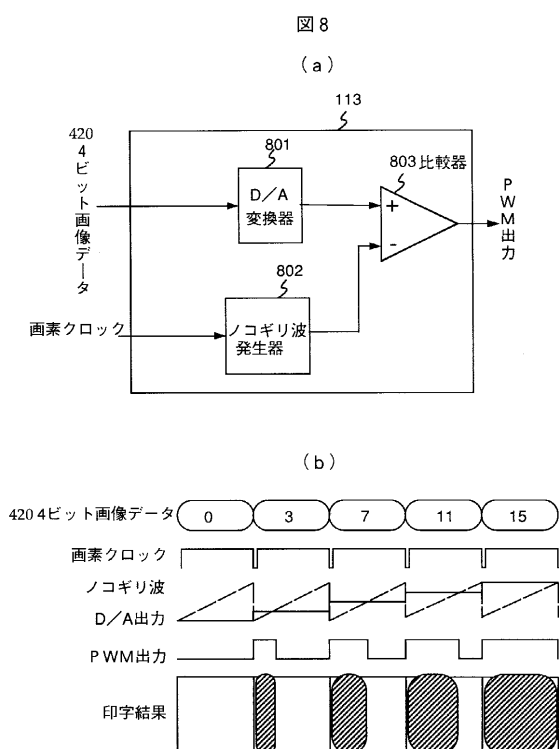 図8
(a)
113
420
4ビット画像データ
801
D/A
変換器
803 比較器
+
-
PWM出力
802
画素クロック
ノコギリ波
発生器
(b)
420 4ビット画像データ 0 3 7 11 15
画素クロック
ノコギリ波
D/A出力
PWM出力
印字結果